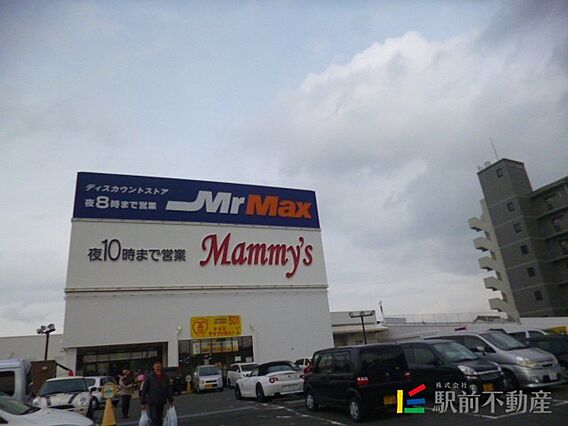 ディスカウントストア
夜8時まで営業
MrMax
夜10時まで営業
Mammy's
株式会社
駅前不動産